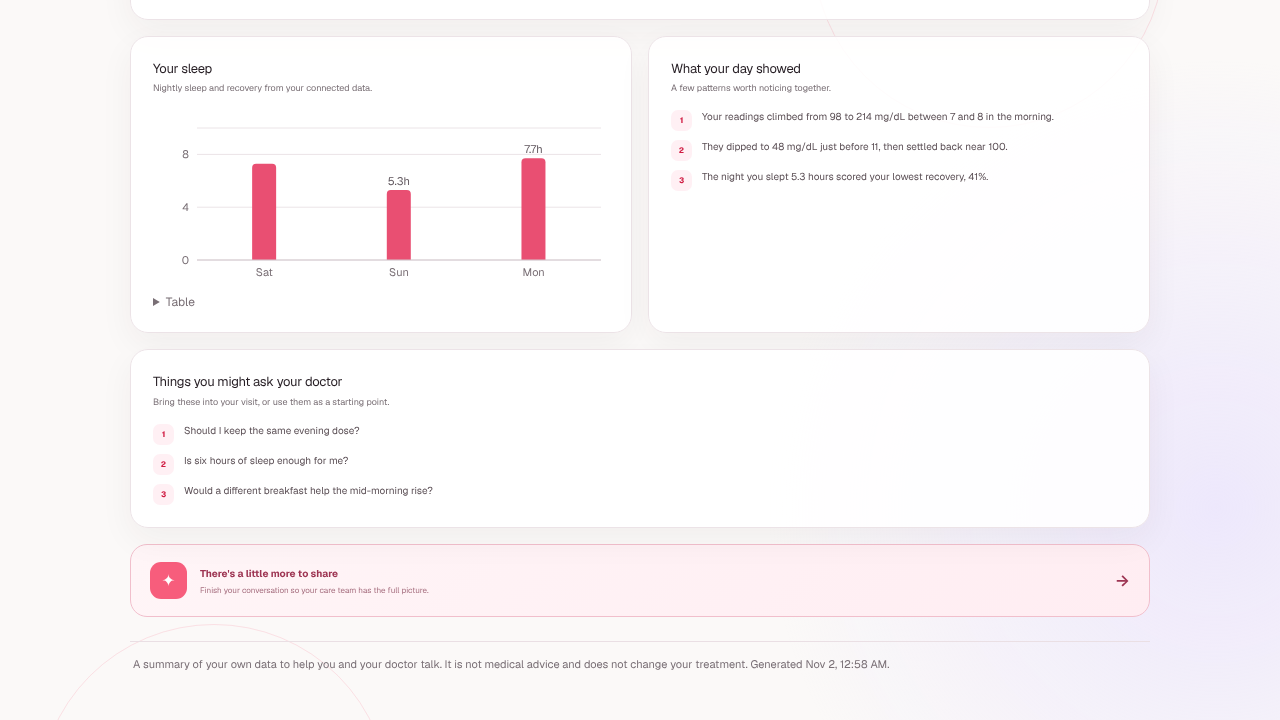 Your sleep
Nightly sleep and recovery from your connected data.
8
4
0
5.3h
7.7h
Sat
Sun
Mon
Table
What your day showed
A few patterns worth noticing together.
1
Your readings climbed from 98 to 214 mg/dL between 7 and 8 in the morning.
2
They dipped to 48 mg/dL just before 11, then settled back near 100.
3
The night you slept 5.3 hours scored your lowest recovery, 41%.
Things you might ask your doctor
Bring these into your visit, or use them as a starting point.
1
Should I keep the same evening dose?
2
Is six hours of sleep enough for me?
3
Would a different breakfast help the mid-morning rise?
There's a little more to share
Finish your conversation so your care team has the full picture.
A summary of your own data to help you and your doctor talk. It is not medical advice and does not change your treatment. Generated Nov 2, 12:58 AM.